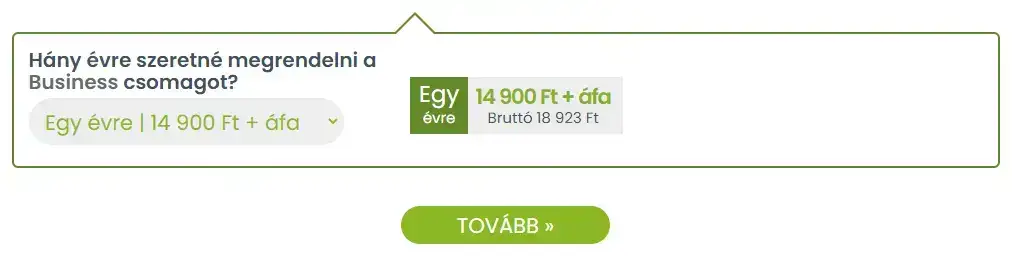 Hány évre szeretné megrendelni a
Business csomagot?
Egy évre | 14 900 Ft + áfa
Egy
évre
14 900 Ft + áfa
Bruttó 18 923 Ft
TOVÁBB »